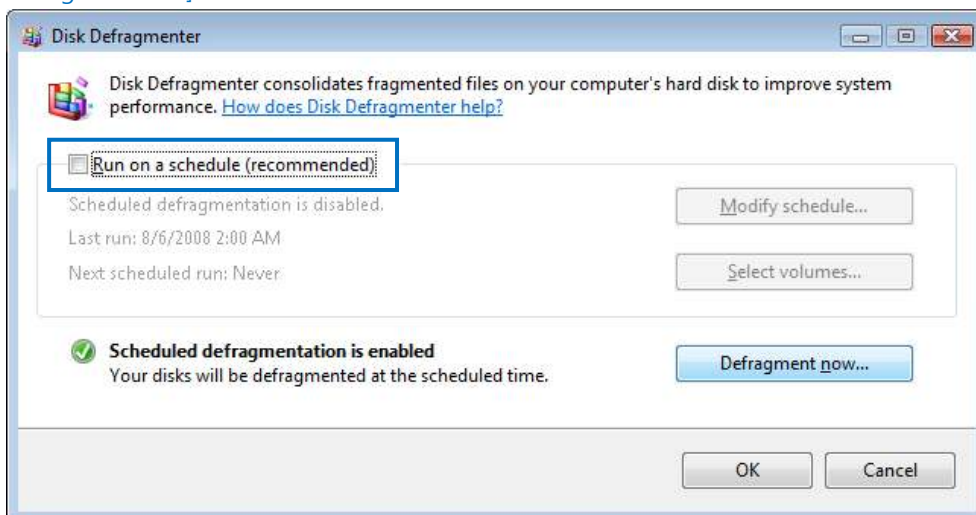 Disk Defragmenter
Disk Defragmenter consolidates fragmented files on your computer's hard disk to improve system
performance. How does Disk Defragmenter help?
Run on a schedule (recommended)
Scheduled defragmentation is disabled.
Modify schedule...
Last run: 8/6/2008 2:00 AM
Next scheduled run: Never
Select volumes...
Scheduled defragmentation is enabled
Your disks will be defragmented at the scheduled time.
Defragment now...
OK
Cancel